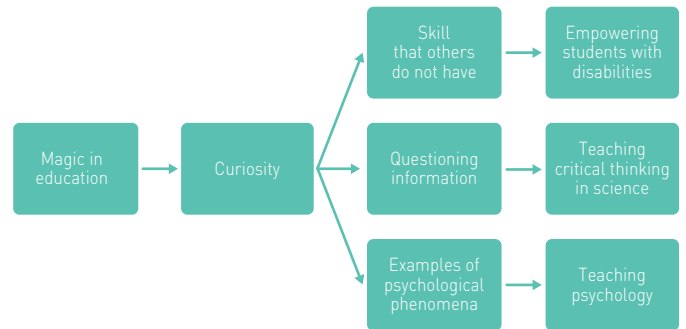 Skill
that others
do not have
Empowering
students with
disabilities
Magic in
education
Curiosity
Questioning
information
Teaching
critical thinking
in science
Examples of
psychological
phenomena
Teaching
psychology